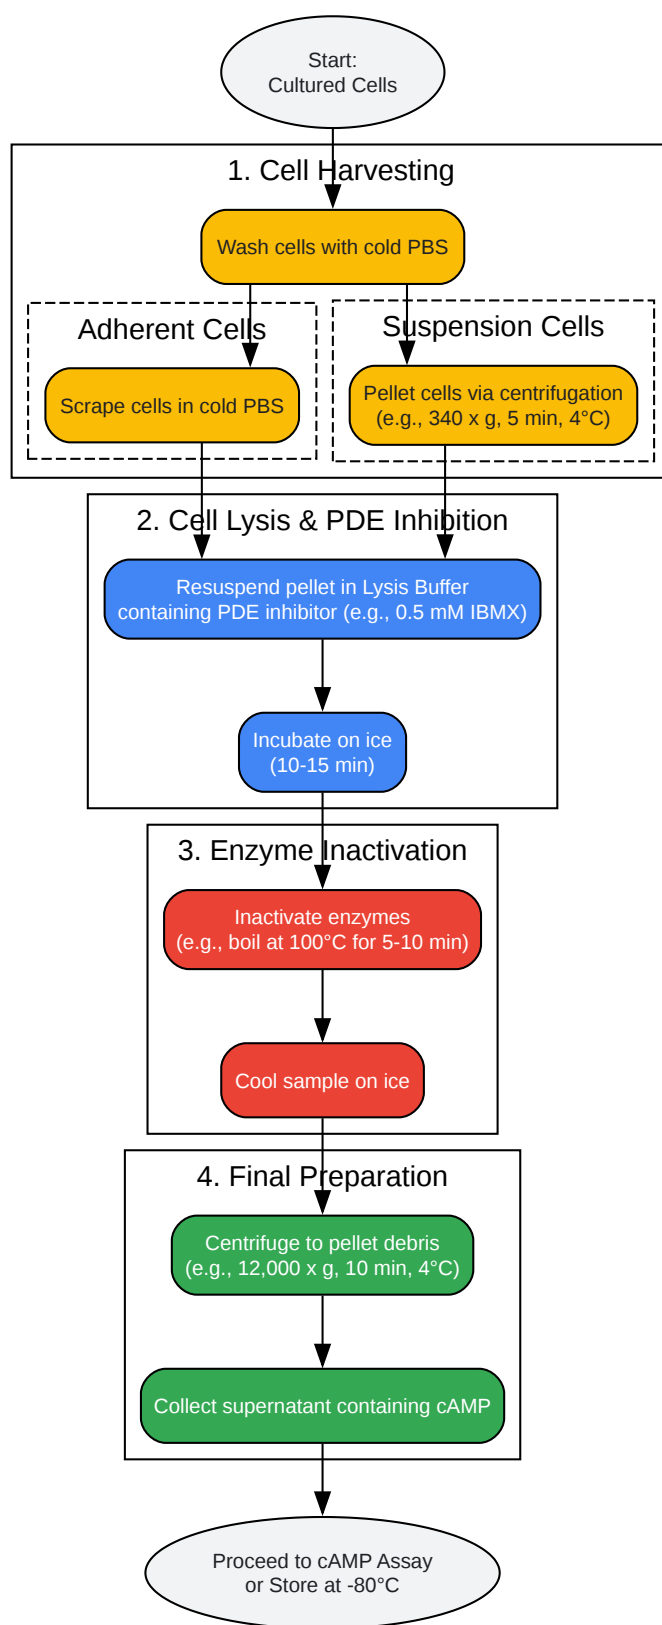 Start:
Cultured Cells
1. Cell Harvesting
Wash cells with cold PBS
Adherent Cells
Scrape cells in cold PBS
Suspension Cells
Pellet cells via centrifugation
(e.g., 340 x g, 5 min, 4°C)
2. Cell Lysis & PDE Inhibition
Resuspend pellet in Lysis Buffer
containing PDE inhibitor (e.g., 0.5 mM IBMX)
Incubate on ice
(10-15 min)
3. Enzyme Inactivation
Inactivate enzymes
(e.g., boil at 100°C for 5-10 min)
Cool sample on ice
4. Final Preparation
Centrifuge to pellet debris
(e.g., 12,000 x g, 10 min, 4°C)
Collect supernatant containing cAMP
Proceed to cAMP Assay
or Store at -80°C